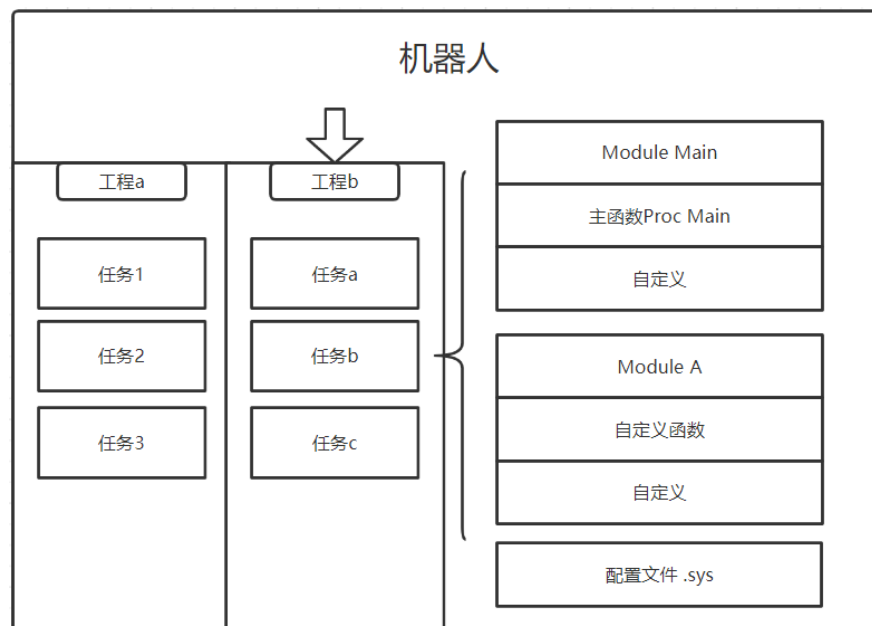 机器人
工程a
工程b
任务1
任务2
任务3
任务a
任务b
任务c
Module Main
主函数Proc Main
自定义
Module A
自定义函数
自定义
配置文件 .sys